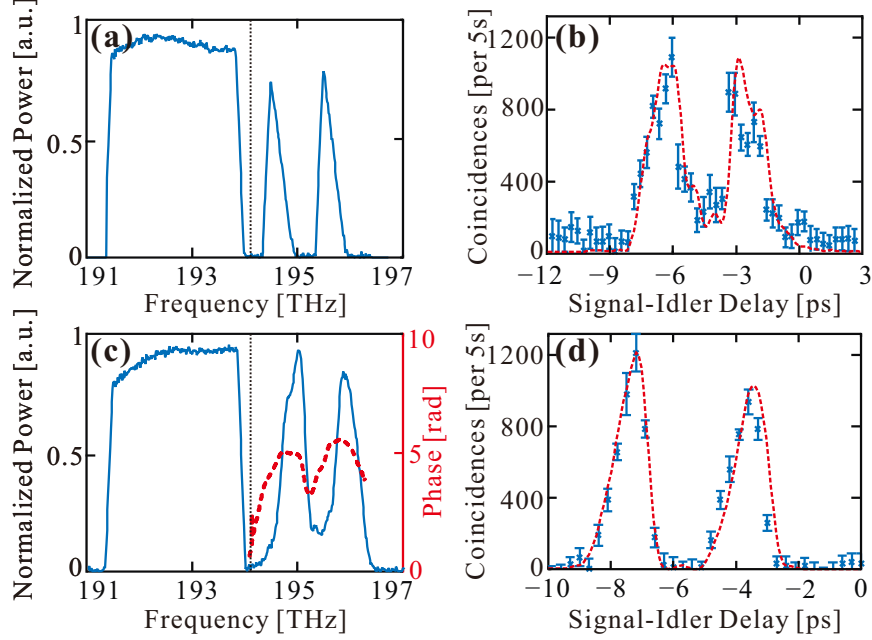 (a)
Normalized Power [a.u.]
1
0.5
0
191 193 195 197
Frequency [THz]
(b)
Coincidences [per 5s]
1200
800
400
0
−12 −9 −6 −3 0 3
Signal-Idler Delay [ps]
(c)
Normalized Power [a.u.]
1
0.5
0
10
5
0
Phase [rad]
191 193 195 197
Frequency [THz]
(d)
Coincidences [per 5s]
1200
800
400
0
−10 −8 −6 −4 −2 0
Signal-Idler Delay [ps]